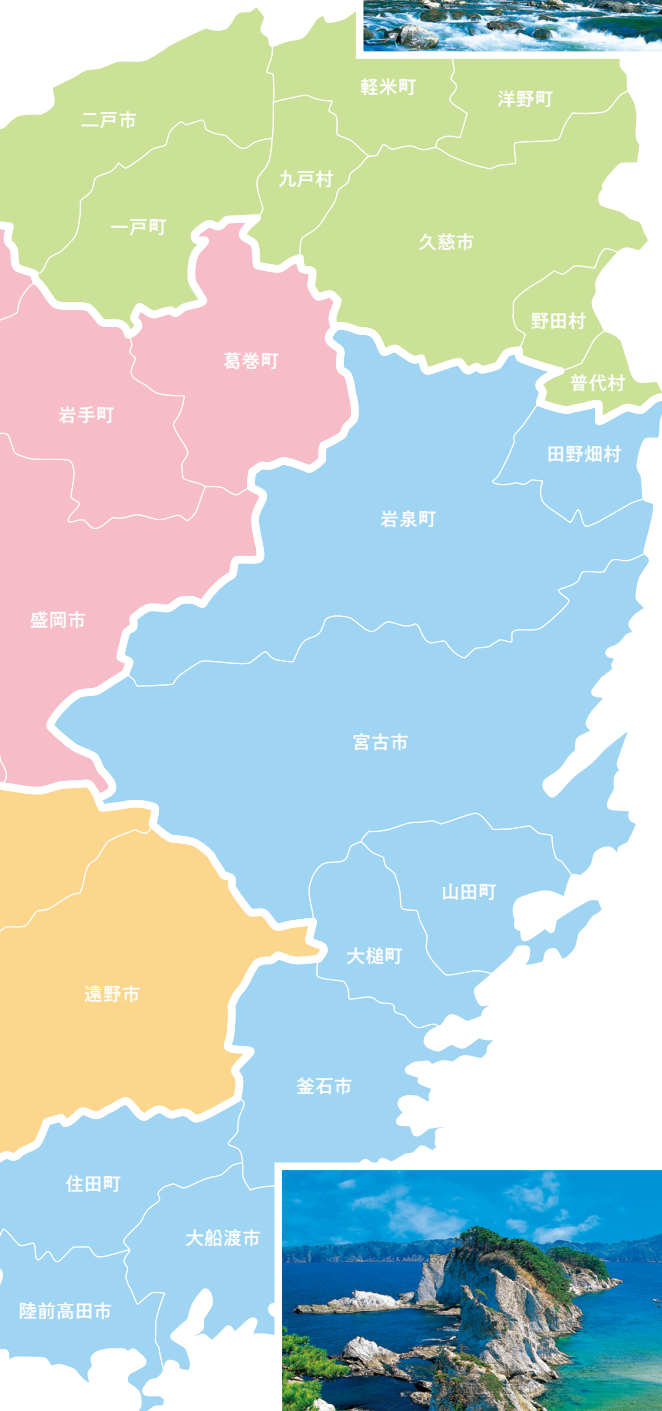 軽米町
洋野町
二戸市
九戸村
一戸町
久慈市
野田村
葛巻町
普代村
岩手町
田野畑村
岩泉町
盛岡市
宮古市
山田町
大槌町
遠野市
釜石市
住田町
大船渡市
陸前高田市